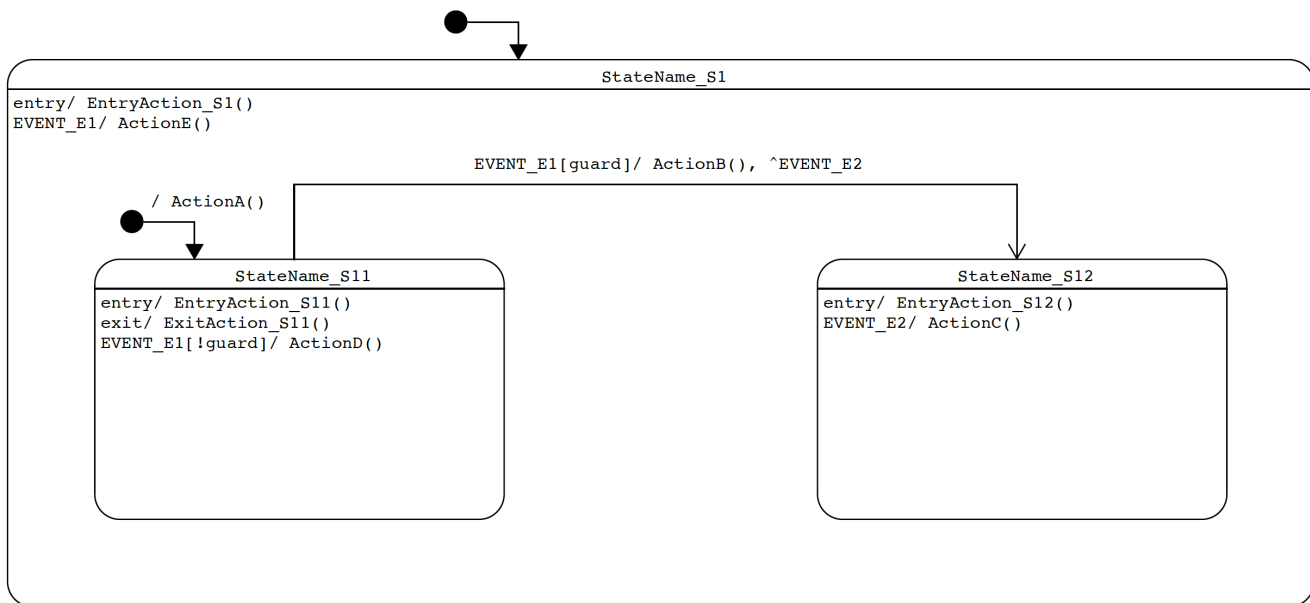 StateName_S1
entry/ EntryAction_S1()
EVENT_E1/ ActionE()
EVENT_E1[guard]/ ActionB(), ^EVENT_E2
/ ActionA()
StateName_S11
entry/ EntryAction_S11()
exit/ ExitAction_S11()
EVENT_E1[!guard]/ ActionD()
StateName_S12
entry/ EntryAction_S12()
EVENT_E2/ ActionC()